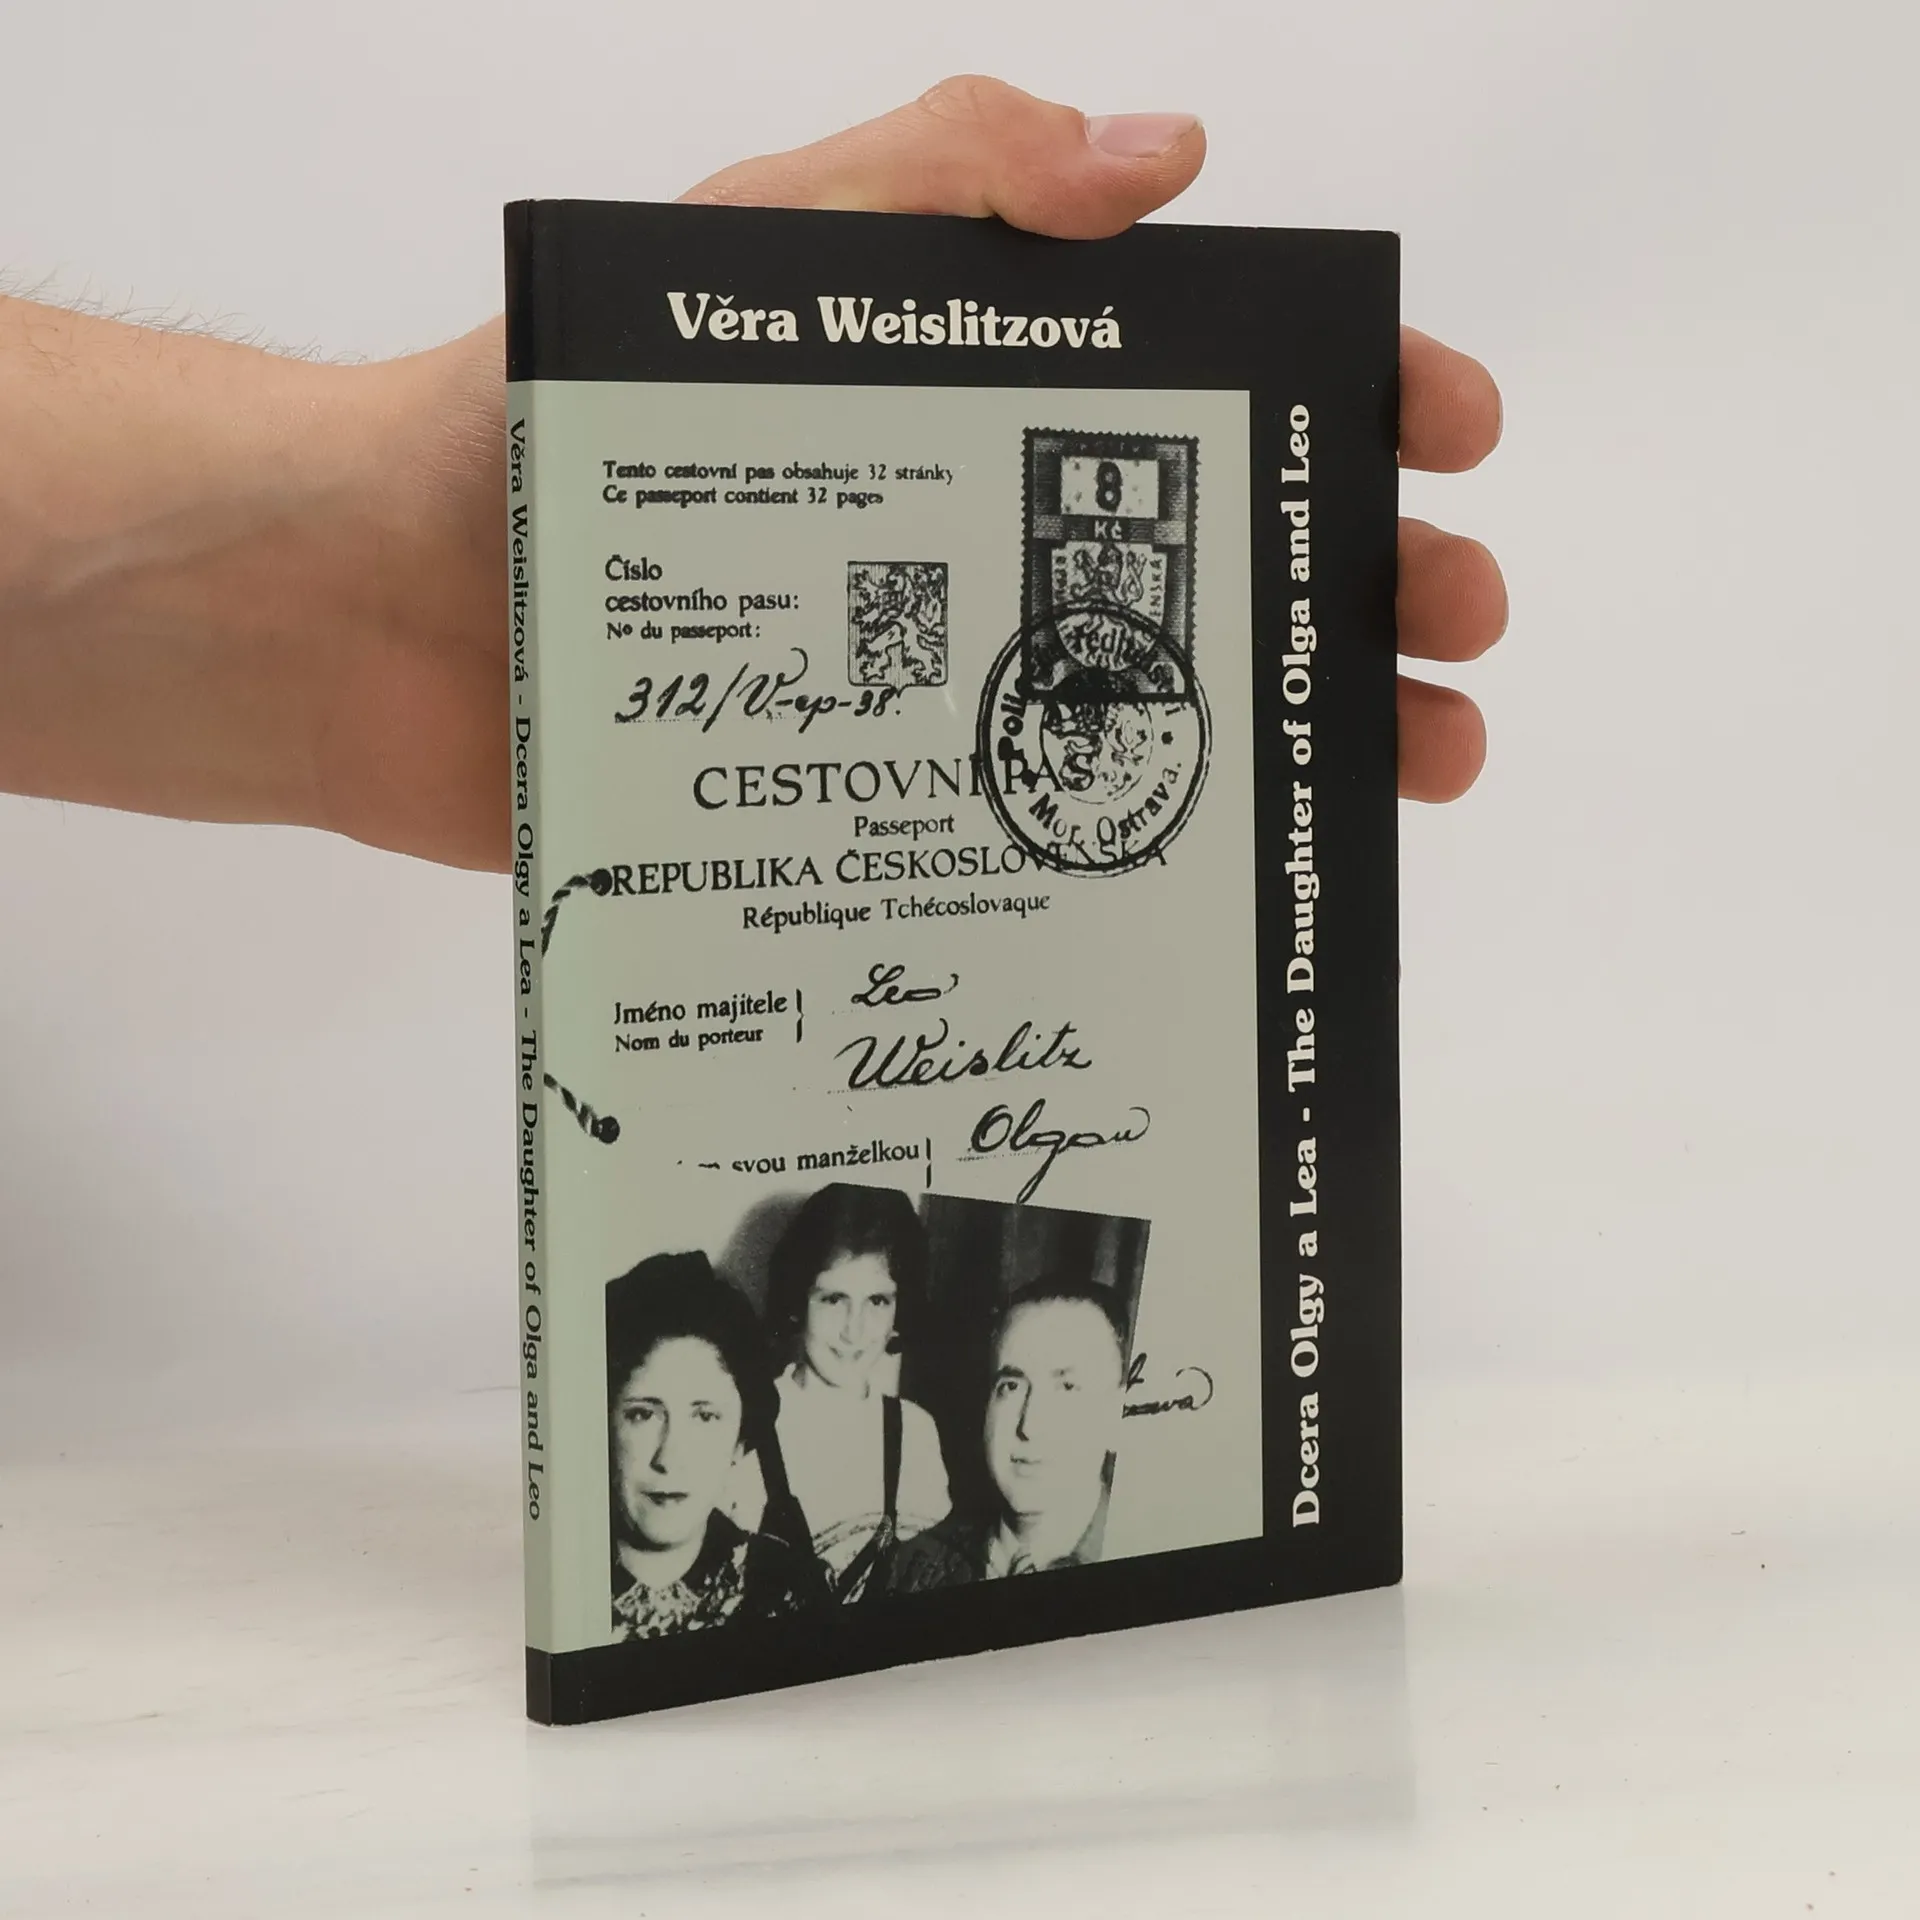 Věra Weislitzová
Tento cestovní pas obsahuje 32 stránky
Ce passeport contient 32 pages
8
Kč
Číslo
cestovního pasu:
Nº du passeport:
312/V-ep-38.
CESTOVNÍ PAS
Passeport
REPUBLIKA ČESKOSLOVENSKÁ
République Tchécoslovaque
Mor. Ostrava.
Jméno majitele
Nom du porteur
Leo
Weislitz
svou manželkou
Olgou
Dcera Olgy a Lea - The Daughter of Olga and Leo
Věra Weislitzová - Dcera Olgy a Lea - The Daughter of Olga and Leo